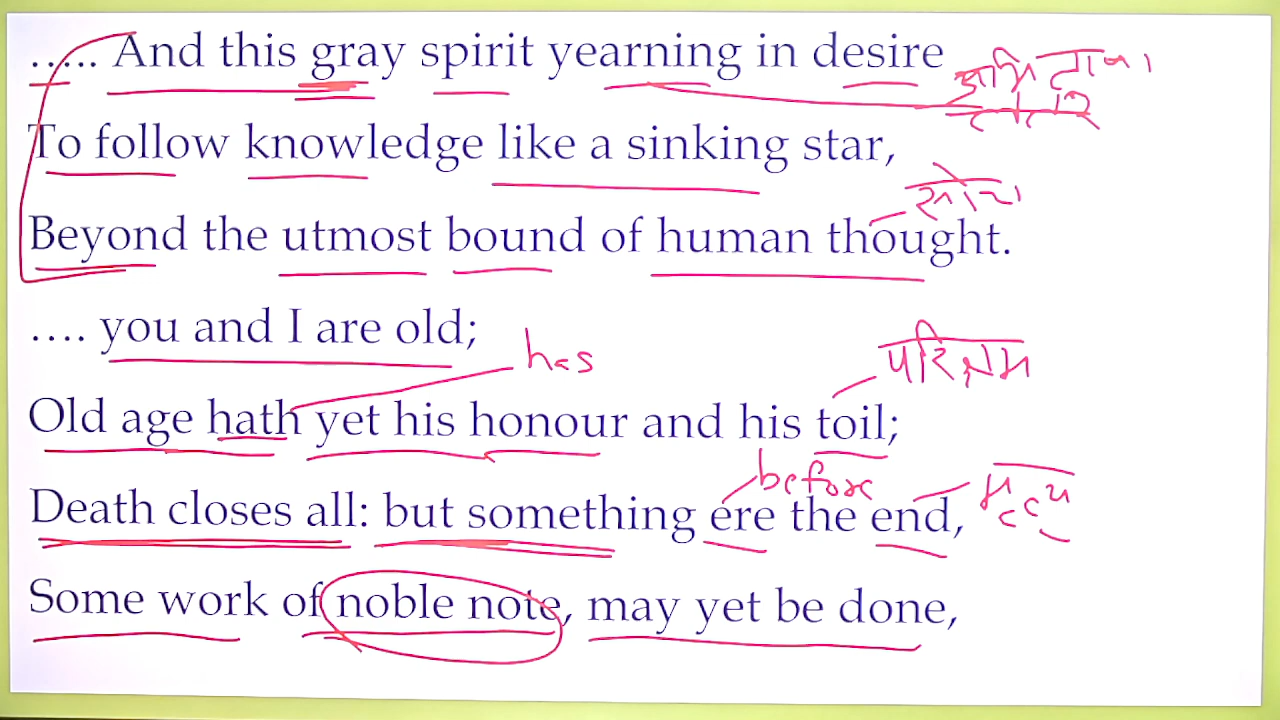 ..... And this gray spirit yearning in desire
To follow knowledge like a sinking star,
सोच
Beyond the utmost bound of human thought.
.... you and I are old;
has
परिश्रम
Old age hath yet his honour and his toil;
before
Death closes all: but something ere the end,
मृत्यु
Some work of noble note, may yet be done,